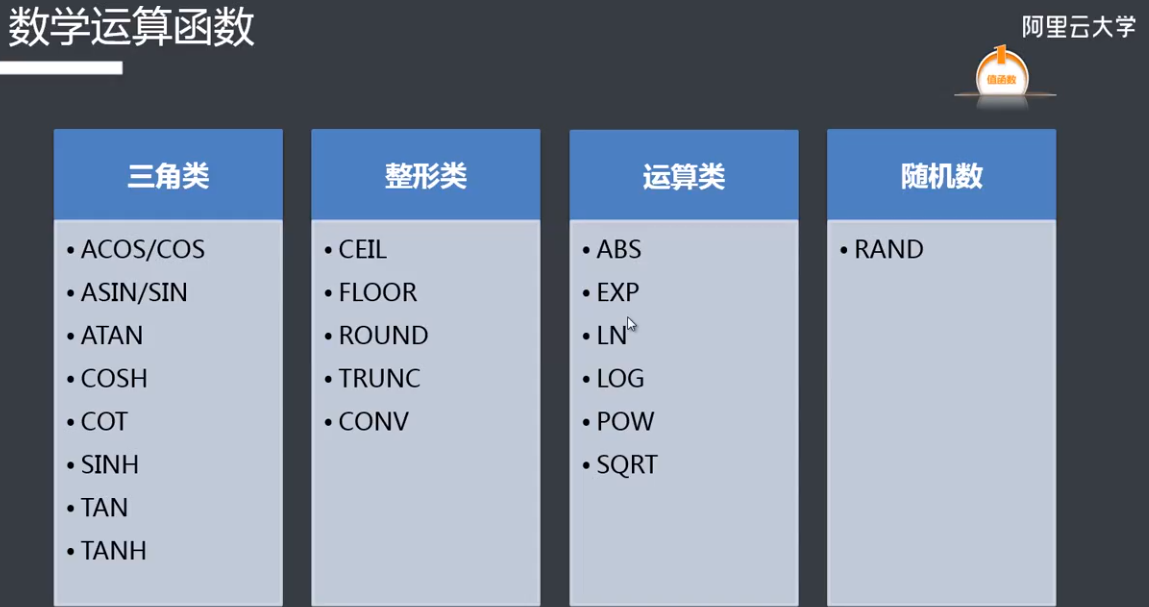 数学运算函数
阿里云大学
1
值函数
三角类
• ACOS/COS
• ASIN/SIN
• ATAN
• COSH
• COT
• SINH
• TAN
• TANH
整形类
• CEIL
• FLOOR
• ROUND
• TRUNC
• CONV
运算类
• ABS
• EXP
• LN
• LOG
• POW
• SQRT
随机数
• RAND